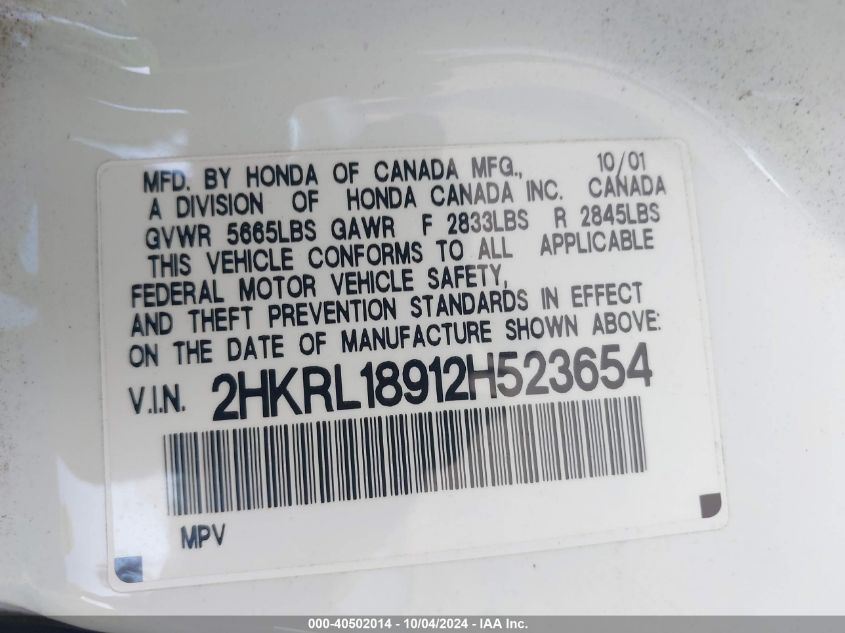 MFD. BY HONDA OF CANADA MFG., 10/01
A DIVISION OF HONDA CANADA INC. CANADA
GVWR 5665LBS GAWR F 2833LBS R 2845LBS
THIS VEHICLE CONFORMS TO ALL APPLICABLE
FEDERAL MOTOR VEHICLE SAFETY,
AND THEFT PREVENTION STANDARDS IN EFFECT
ON THE DATE OF MANUFACTURE SHOWN ABOVE:
V.I.N. 2HKRL18912H523654
MPV
000-40502014 - 10/04/2024 - IAA Inc.